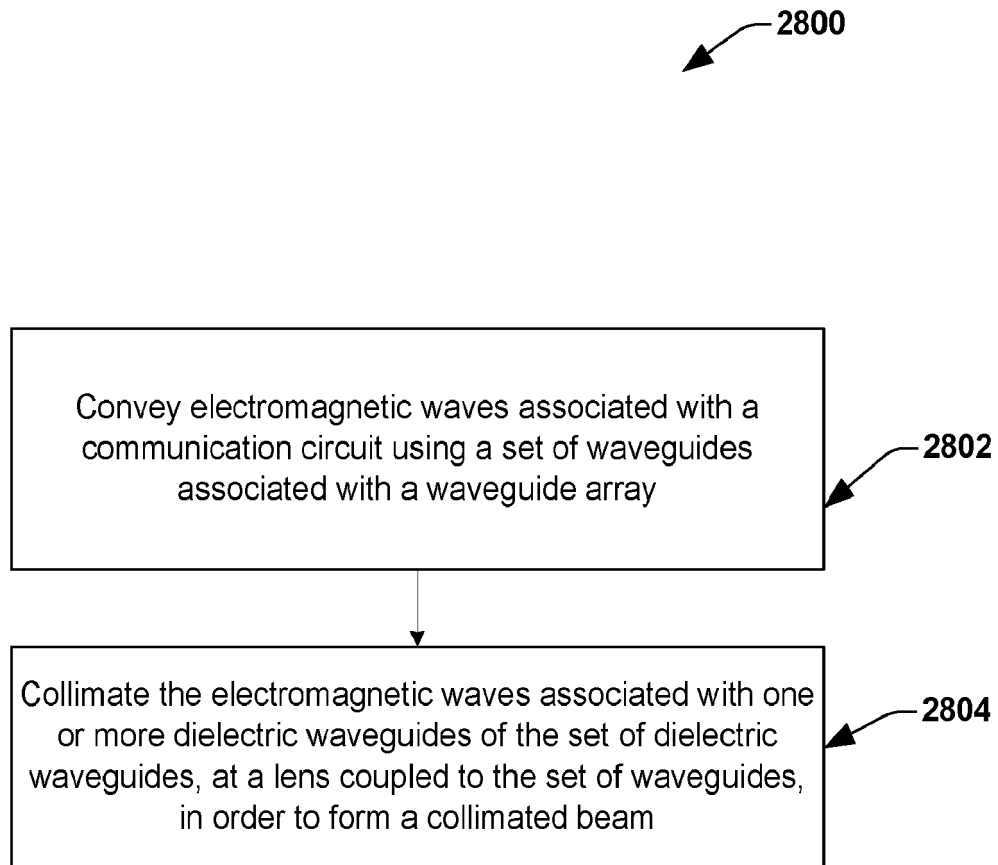 2800
Convey electromagnetic waves associated with a
communication circuit using a set of waveguides
associated with a waveguide array
2802
Collimate the electromagnetic waves associated with one
or more dielectric waveguides of the set of dielectric
waveguides, at a lens coupled to the set of waveguides,
in order to form a collimated beam
2804